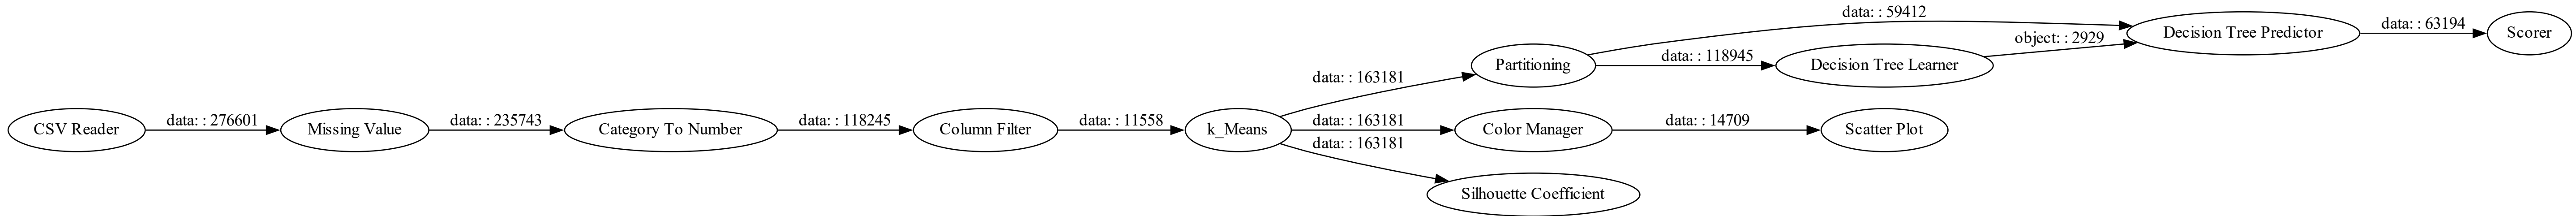 data: : 59412
Decision Tree Predictor
data: : 63194
Scorer
object: : 2929
Partitioning
data: : 118945
Decision Tree Learner
data: : 163181
CSV Reader
data: : 276601
Missing Value
data: : 235743
Category To Number
data: : 118245
Column Filter
data: : 11558
k_Means
data: : 163181
Color Manager
data: : 14709
Scatter Plot
data: : 163181
Silhouette Coefficient